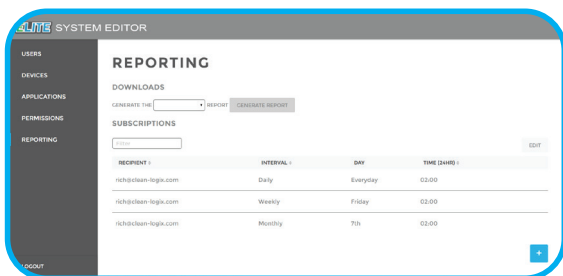 ELITE SYSTEM EDITOR
USERS
DEVICES
APPLICATIONS
PERMISSIONS
REPORTING
LOGOUT
REPORTING
DOWNLOADS
GENERATE THE REPORT GENERATE REPORT
SUBSCRIPTIONS
Filter
EDIT
RECIPIENT INTERVAL DAY TIME (24HR)
rich@clean-logix.com Daily Everyday 02:00
rich@clean-logix.com Weekly Friday 02:00
rich@clean-logix.com Monthly 7th 02:00
+